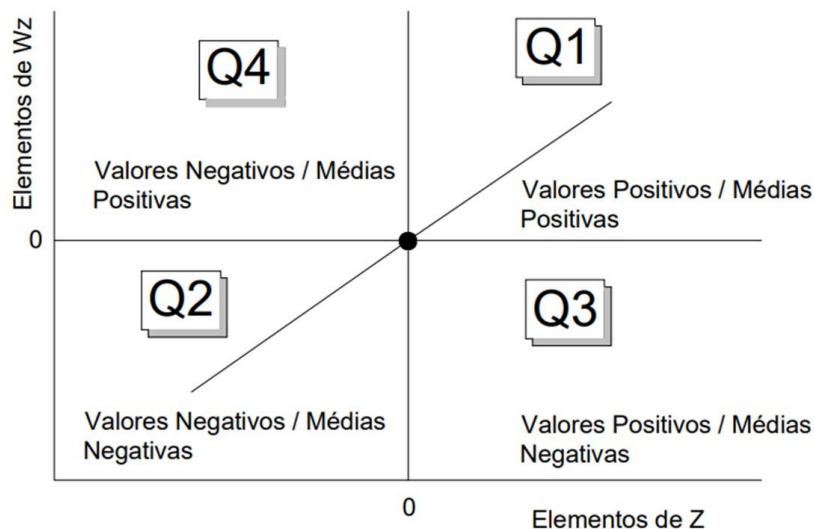 Elementos de Wz
Q4
Q1
Valores Negativos / Médias
Positivas
Valores Positivos / Médias
Positivas
0
Q2
Q3
Valores Negativos / Médias
Negativas
Valores Positivos / Médias
Negativas
0
Elementos de Z